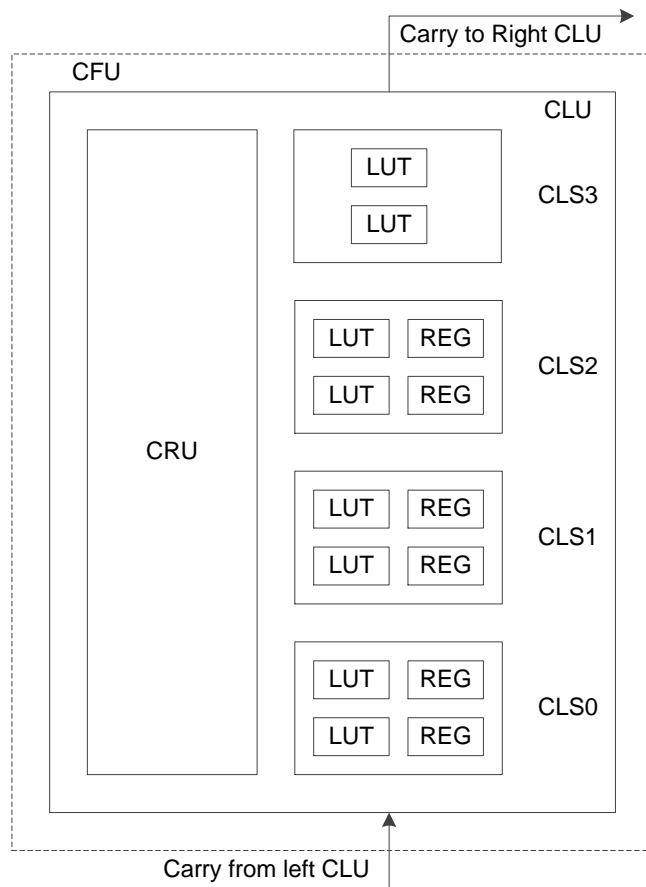 Carry to Right CLU
CFU
CLU
LUT
LUT
CLS3
LUT REG
LUT REG
CLS2
CRU
LUT REG
LUT REG
CLS1
LUT REG
LUT REG
CLS0
Carry from left CLU